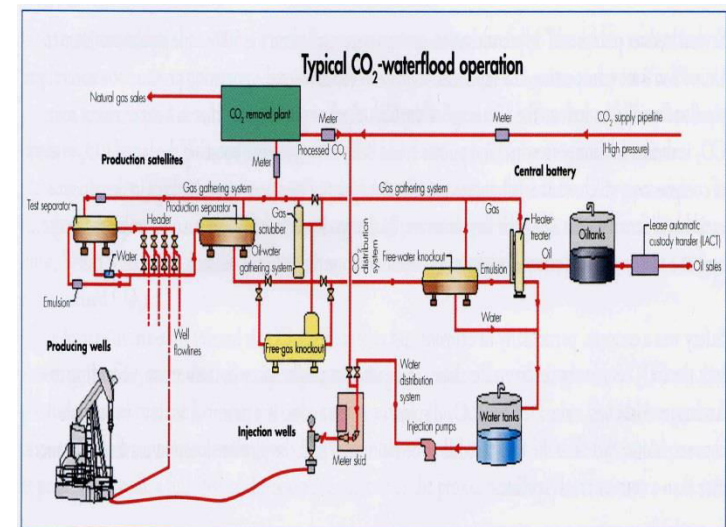 Typical CO2-waterflood operation
Natural gas sales
CO2 removal plant
Meter
Processed CO2
Meter
CO2 supply pipeline
(High pressure)
Meter
Production satellites
Central battery
Test separator
Gas gathering system
Gas gathering system
Production separator
Header
Gas
scrubber
Gas
Heater-
treater
Oil tanks
Lease automatic
custody transfer (LACT)
Water
Oil-water
gathering system
CO2
distribution
system
Free-water knockout
Emulsion
Oil
Oil sales
Emulsion
Water
Well
flowlines
Free-gas knockout
Producing wells
Water
distribution
system
Injection pumps
Water tanks
Injection wells
Meter skid